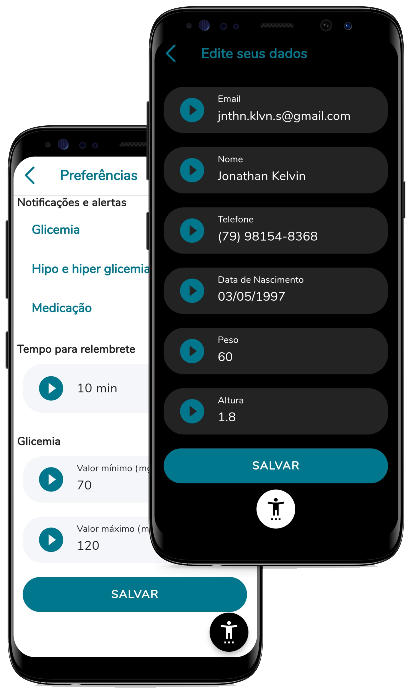 Preferências
Notificações e alertas
Glicemia
Hipo e hiper glicemia
Medicação
Tempo para relembrete
10 min
Glicemia
Valor mínimo (mg
70
Valor máximo (m
120
SALVAR
Edite seus dados
Email
jnthn.klvn.s@gmail.com
Nome
Jonathan Kelvin
Telefone
(79) 98154-8368
Data de Nascimento
03/05/1997
Peso
60
Altura
1.8
SALVAR